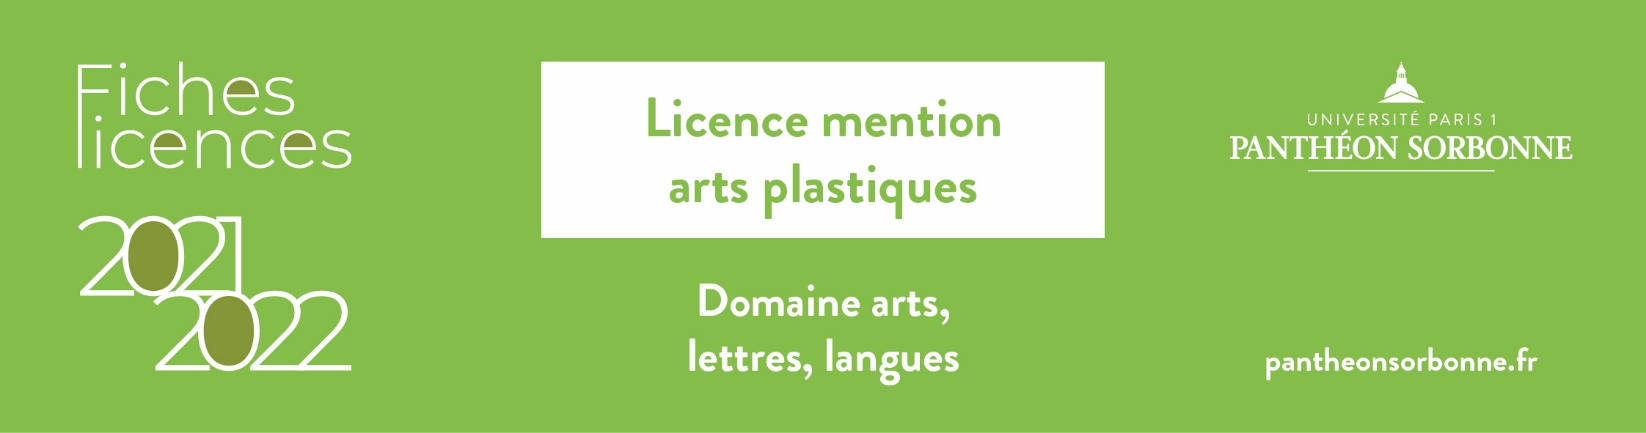 Fiches
licences
2021
2022
Licence mention
arts plastiques
Domaine arts,
lettres, langues
UNIVERSITÉ PARIS 1
PANTHÉON SORBONNE
pantheonsorbonne.fr